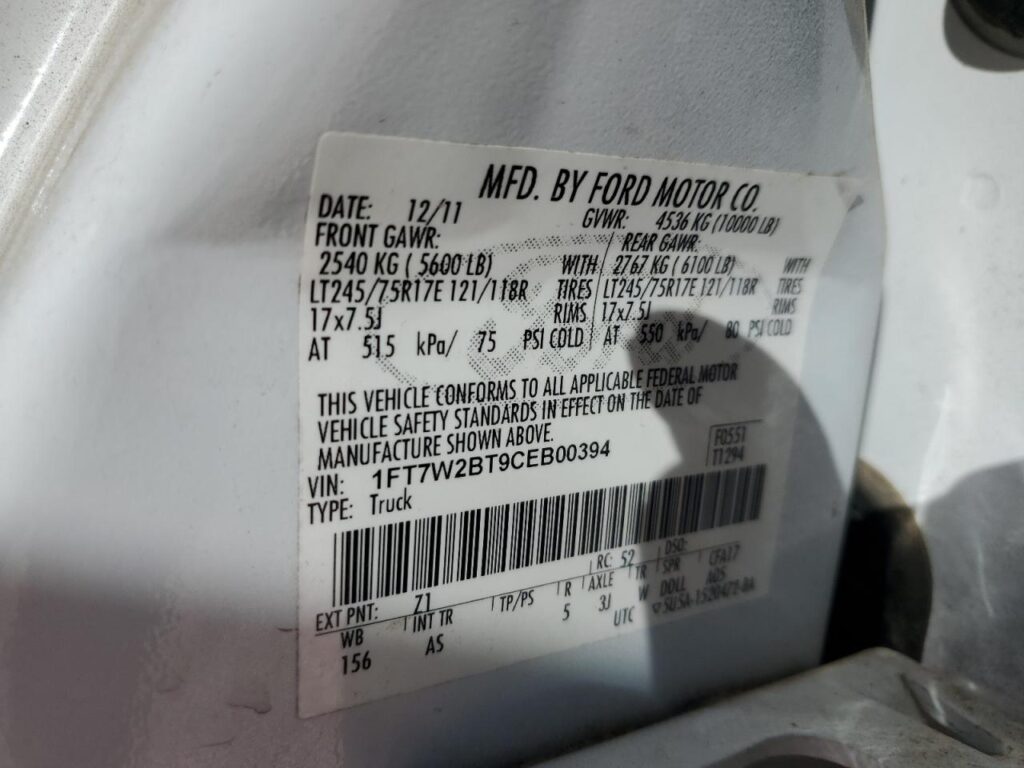 MFD. BY FORD MOTOR CO.
DATE: 12/11 GVWR: 4536 KG (10000 LB)
FRONT GAWR: REAR GAWR:
2540 KG ( 5600 LB) WITH 2767 KG ( 6100 LB) WITH
LT245/75R17E 121/118R TIRES LT245/75R17E 121/118R TIRES
17x7.5J RIMS 17x7.5J RIMS
AT 515 kPa/ 75 PSI COLD AT 550 kPa/ 80 PSI COLD
THIS VEHICLE CONFORMS TO ALL APPLICABLE FEDERAL MOTOR
VEHICLE SAFETY STANDARDS IN EFFECT ON THE DATE OF
MANUFACTURE SHOWN ABOVE.
F0551
T1294
VIN: 1FT7W2BT9CEB00394
TYPE: Truck
EXT PNT: Z1 RC: 52 DSO:
WB INT TR TP/PS R AXLE TR SPR CFA17
156 AS 5 3J W DDLL AOS
UTC